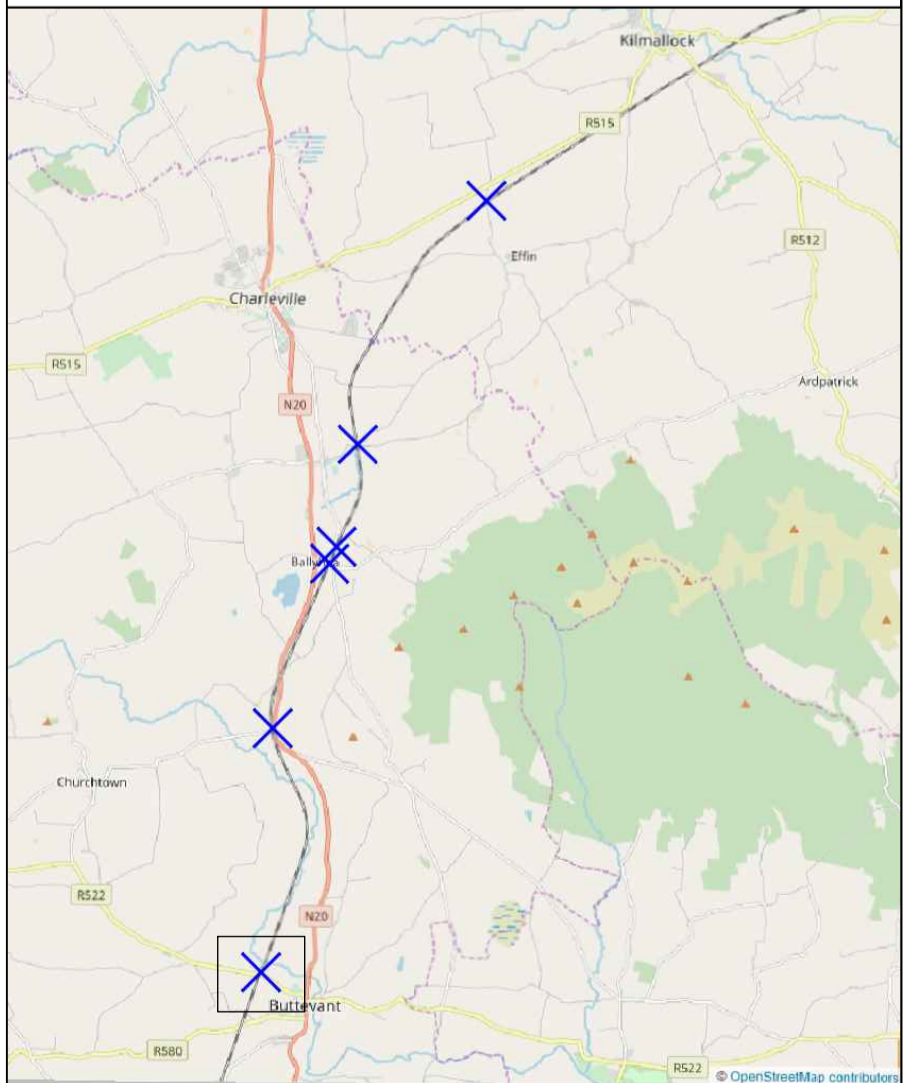 Kilmallock
R515
R512
Effin
Charleville
R515
Ardpatrick
N20
Churchtown
R522
N20
Buttevant
R580
R522
© OpenStreetMap contributors